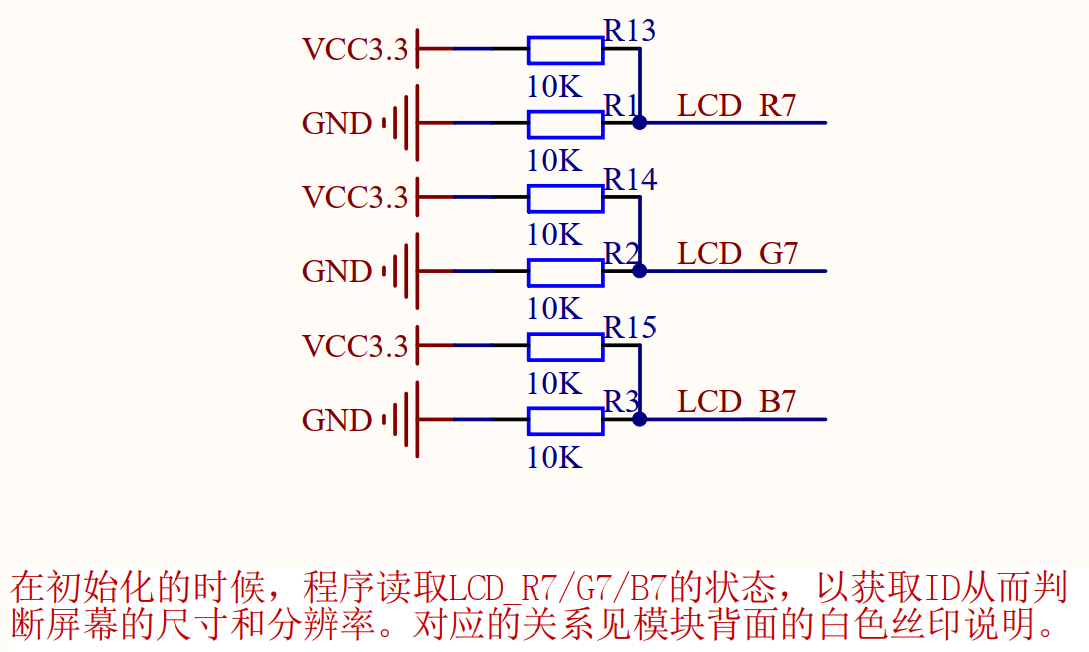 R13
VCC3.3
10K
R1
LCD_R7
GND
10K
R14
VCC3.3
10K
R2
LCD_G7
GND
10K
R15
VCC3.3
10K
R3
LCD_B7
GND
10K
在初始化的时候，程序读取LCD_R7/G7/B7的状态，以获取ID从而判
断屏幕的尺寸和分辨率。对应的关系见模块背面的白色丝印说明。